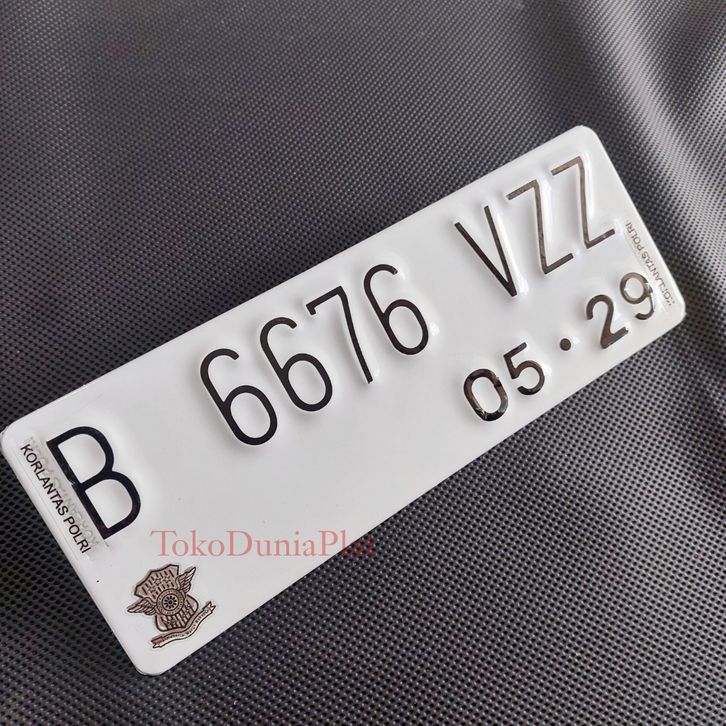 B 6676 VZZ
05•29
KORLANTAS POLRI
KORLANTAS POLRI
TokoDuniaPlat